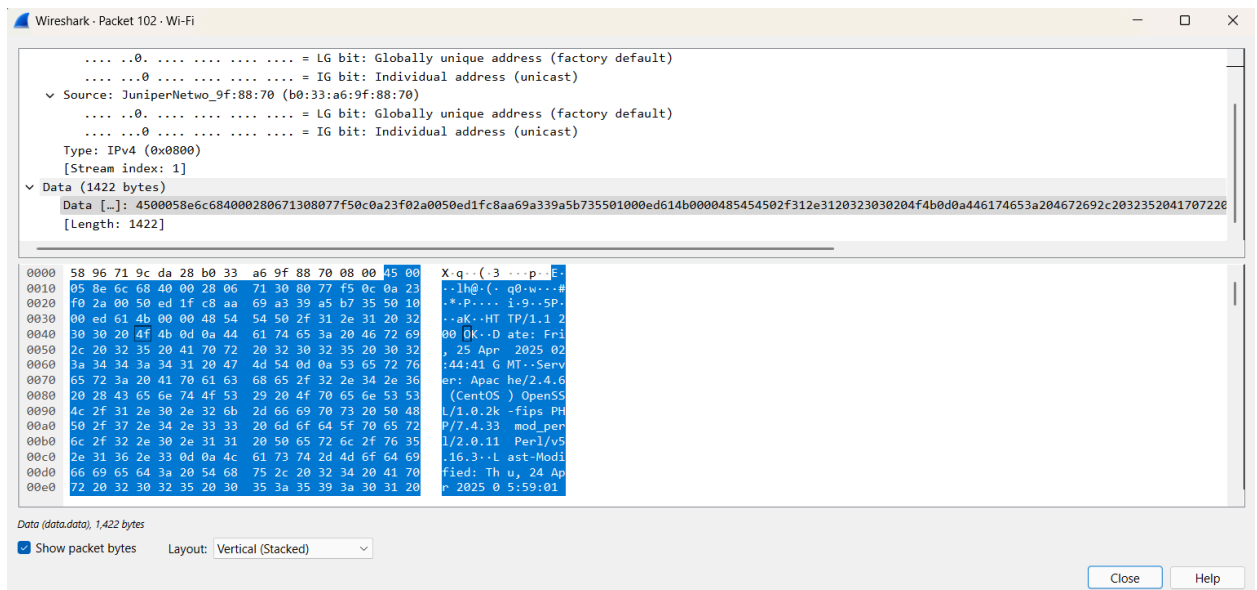 Wireshark · Packet 102 · Wi-Fi
.... ..0. .... .... .... .... = LG bit: Globally unique address (factory default)
.... ...0 .... .... .... .... = IG bit: Individual address (unicast)
Source: JuniperNetwo_9f:88:70 (b0:33:a6:9f:88:70)
.... ..0. .... .... .... .... = LG bit: Globally unique address (factory default)
.... ...0 .... .... .... .... = IG bit: Individual address (unicast)
Type: IPv4 (0x0800)
[Stream index: 1]
Data (1422 bytes)
Data […]: 4500058e6c684000280671308077f50c0a23f02a0050ed1fc8aa69a339a5b735501000ed614b0000485454502f312e3120323030204f4b0d0a446174653a204672692c2032352041707220
[Length: 1422]
0000 58 96 71 9c da 28 b0 33 a6 9f 88 70 08 00 45 00 X·q··(·3 ···p··E·
0010 05 8e 6c 68 40 00 28 06 71 30 80 77 f5 0c 0a 23 ··lh@·(· q0·w···#
0020 f0 2a 00 50 ed 1f c8 aa 69 a3 39 a5 b7 35 50 10 ·*·P···· i·9··5P·
0030 00 ed 61 4b 00 00 48 54 54 50 2f 31 2e 31 20 32 ··aK··HT TP/1.1 2
0040 30 30 20 4f 4b 0d 0a 44 61 74 65 3a 20 46 72 69 00 OK··D ate: Fri
0050 2c 20 32 35 20 41 70 72 20 32 30 32 35 20 30 32 , 25 Apr 2025 02
0060 3a 34 34 3a 34 31 20 47 4d 54 0d 0a 53 65 72 76 :44:41 G MT··Serv
0070 65 72 3a 20 41 70 61 63 68 65 2f 32 2e 34 2e 36 er: Apac he/2.4.6
0080 20 28 43 65 6e 74 4f 53 29 20 4f 70 65 6e 53 53 (CentOS ) OpenSS
0090 4c 2f 31 2e 30 2e 32 6b 2d 66 69 70 73 20 50 48 L/1.0.2k -fips PH
00a0 50 2f 37 2e 34 2e 33 33 20 6d 6f 64 5f 70 65 72 P/7.4.33 mod_per
00b0 6c 2f 32 2e 30 2e 31 31 20 50 65 72 6c 2f 76 35 l/2.0.11 Perl/v5
00c0 2e 31 36 2e 33 0d 0a 4c 61 73 74 2d 4d 6f 64 69 .16.3··L ast-Modi
00d0 66 69 65 64 3a 20 54 68 75 2c 20 32 34 20 41 70 fied: Th u, 24 Ap
00e0 72 20 32 30 32 35 20 30 35 3a 35 39 3a 30 31 20 r 2025 0 5:59:01
Data (data.data), 1,422 bytes
Show packet bytes Layout: Vertical (Stacked)
Close Help